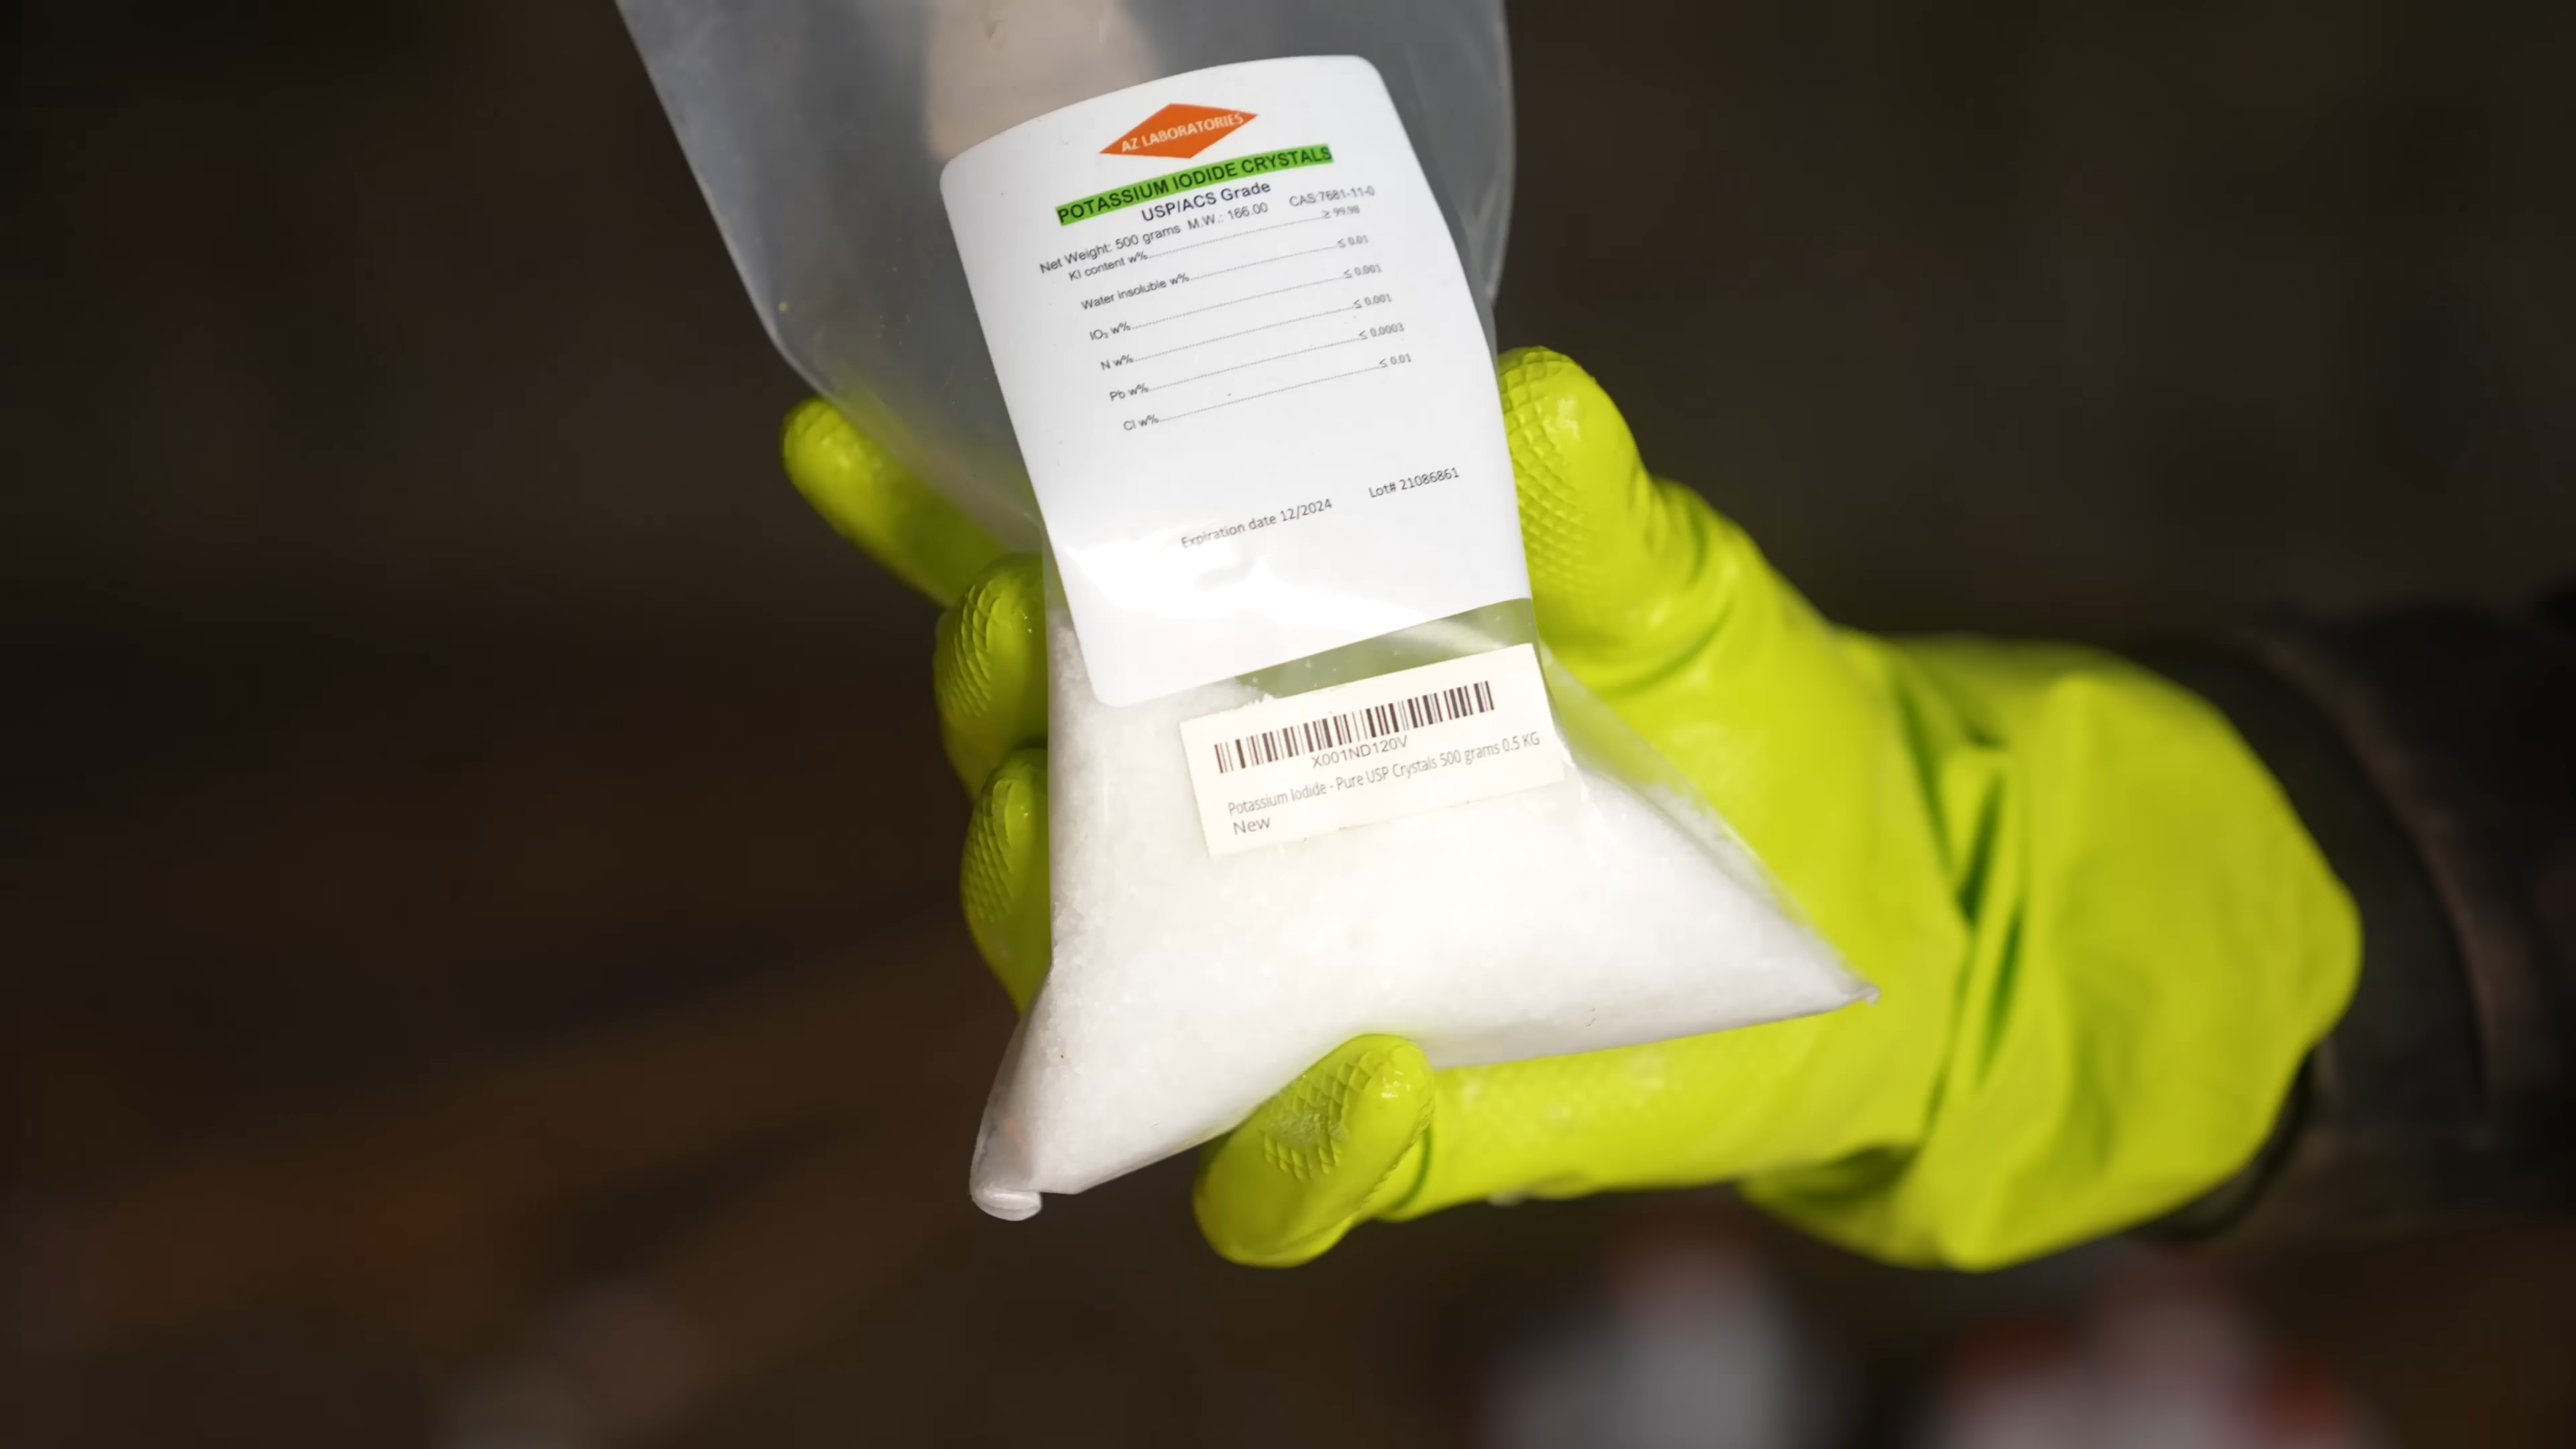 AZ LABORATORIES
POTASSIUM IODIDE CRYSTALS
USP/ACS Grade
Net Weight: 500 grams M.W.: 166.00 CAS:7681-11-0
KI content w%......≥ 99.98
Water insoluble w%......≤ 0.01
IO₃ w%......≤ 0.001
N w%......≤ 0.001
Pb w%......≤ 0.0003
Cl w%......≤ 0.01
Expiration date 12/2024 Lot# 21086861
X001ND120V
Potassium Iodide - Pure USP Crystals 500 grams 0.5 KG
New